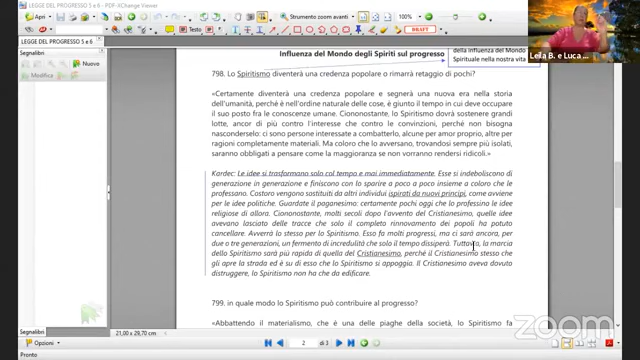 LEGGE DEL PROGRESSO 5 e 6 - PDF-XChange Viewer
Apri
Strumento zoom avanti
100%
DRAFT
LEGGE DEL PROGRESSO 5 e 6
Segnalibri
Nuovo
Modifica
Influenza del Mondo degli Spiriti sul progresso
della Influenza del Mondo
Spirituale nella nostra vita
Leila B. e Luca
798. Lo Spiritismo diventerà una credenza popolare o rimarrà retaggio di pochi?
«Certamente diventerà una credenza popolare e segnerà una nuova era nella storia
dell'umanità, perché è nell'ordine naturale delle cose, è giunto il tempo in cui deve occupare
il suo posto fra le conoscenze umane. Ciononostante, lo Spiritismo dovrà sostenere grandi
lotte, ancor di più contro l'interesse che contro le convinzioni, perché non bisogna
nasconderselo: ci sono persone interessate a combatterlo, alcune per amor proprio, altre per
ragioni completamente materiali. Ma coloro che lo avversano, trovandosi sempre più isolati,
saranno obbligati a pensare come la maggioranza se non vorranno rendersi ridicoli.»
Kardec: Le idee si trasformano solo col tempo e mai immediatamente. Esse si indeboliscono di
generazione in generazione e finiscono con lo sparire a poco a poco insieme a coloro che le
professano. Costoro vengono sostituiti da altri individui ispirati da nuovi principi, come avviene
per le idee politiche. Guardate il paganesimo: certamente pochi oggi che lo professina le idee
religiose di allora. Ciononostante, molti secoli dopo l'avvento del Cristianesimo, quelle idee
avevano lasciato delle tracce che solo il completo rinnovamento dei popoli ha potuto
cancellare. Avverrà lo stesso per lo Spiritismo. Esso fa molti progressi, ma ci sarà ancora, per
due o tre generazioni, un fermento di incredulità che solo il tempo dissiperà. Tuttavia, la marcia
dello Spiritismo sarà più rapida di quella del Cristianesimo, perché il Cristianesimo stesso che
gli apre la strada ed è su di esso che lo Spiritismo si appoggia. Il Cristianesimo aveva dovuto
distruggere, lo Spiritismo non ha che da edificare.
799. in quale modo lo Spiritismo può contribuire al progresso?
«Abbattendo il materialismo, che è una delle piaghe della società, lo Spiritismo fa
Segnalibri
21,00 x 29,70 cm
Opzioni
2
di 3
Pronto
zoom